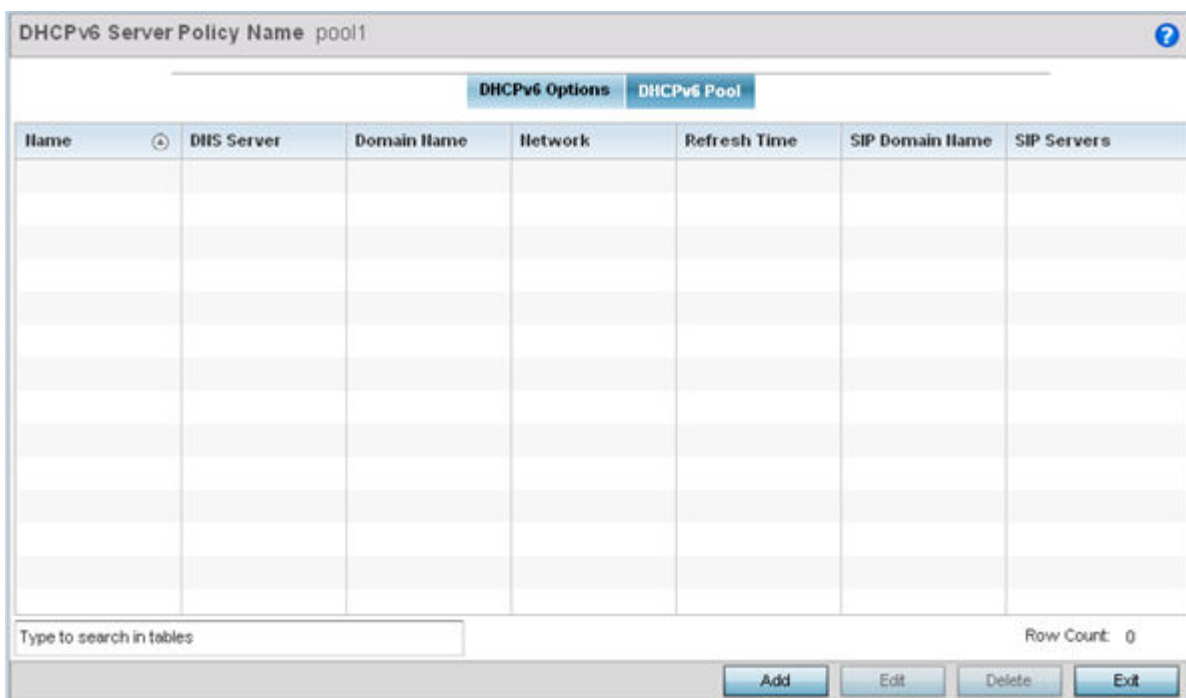 DHCPv6 Server Policy Name pool1
DHCPv6 Options DHCPv6 Pool
Name DNS Server Domain Name Network Refresh Time SIP Domain Name SIP Servers
Type to search in tables Row Count: 0
Add Edit Delete Exit